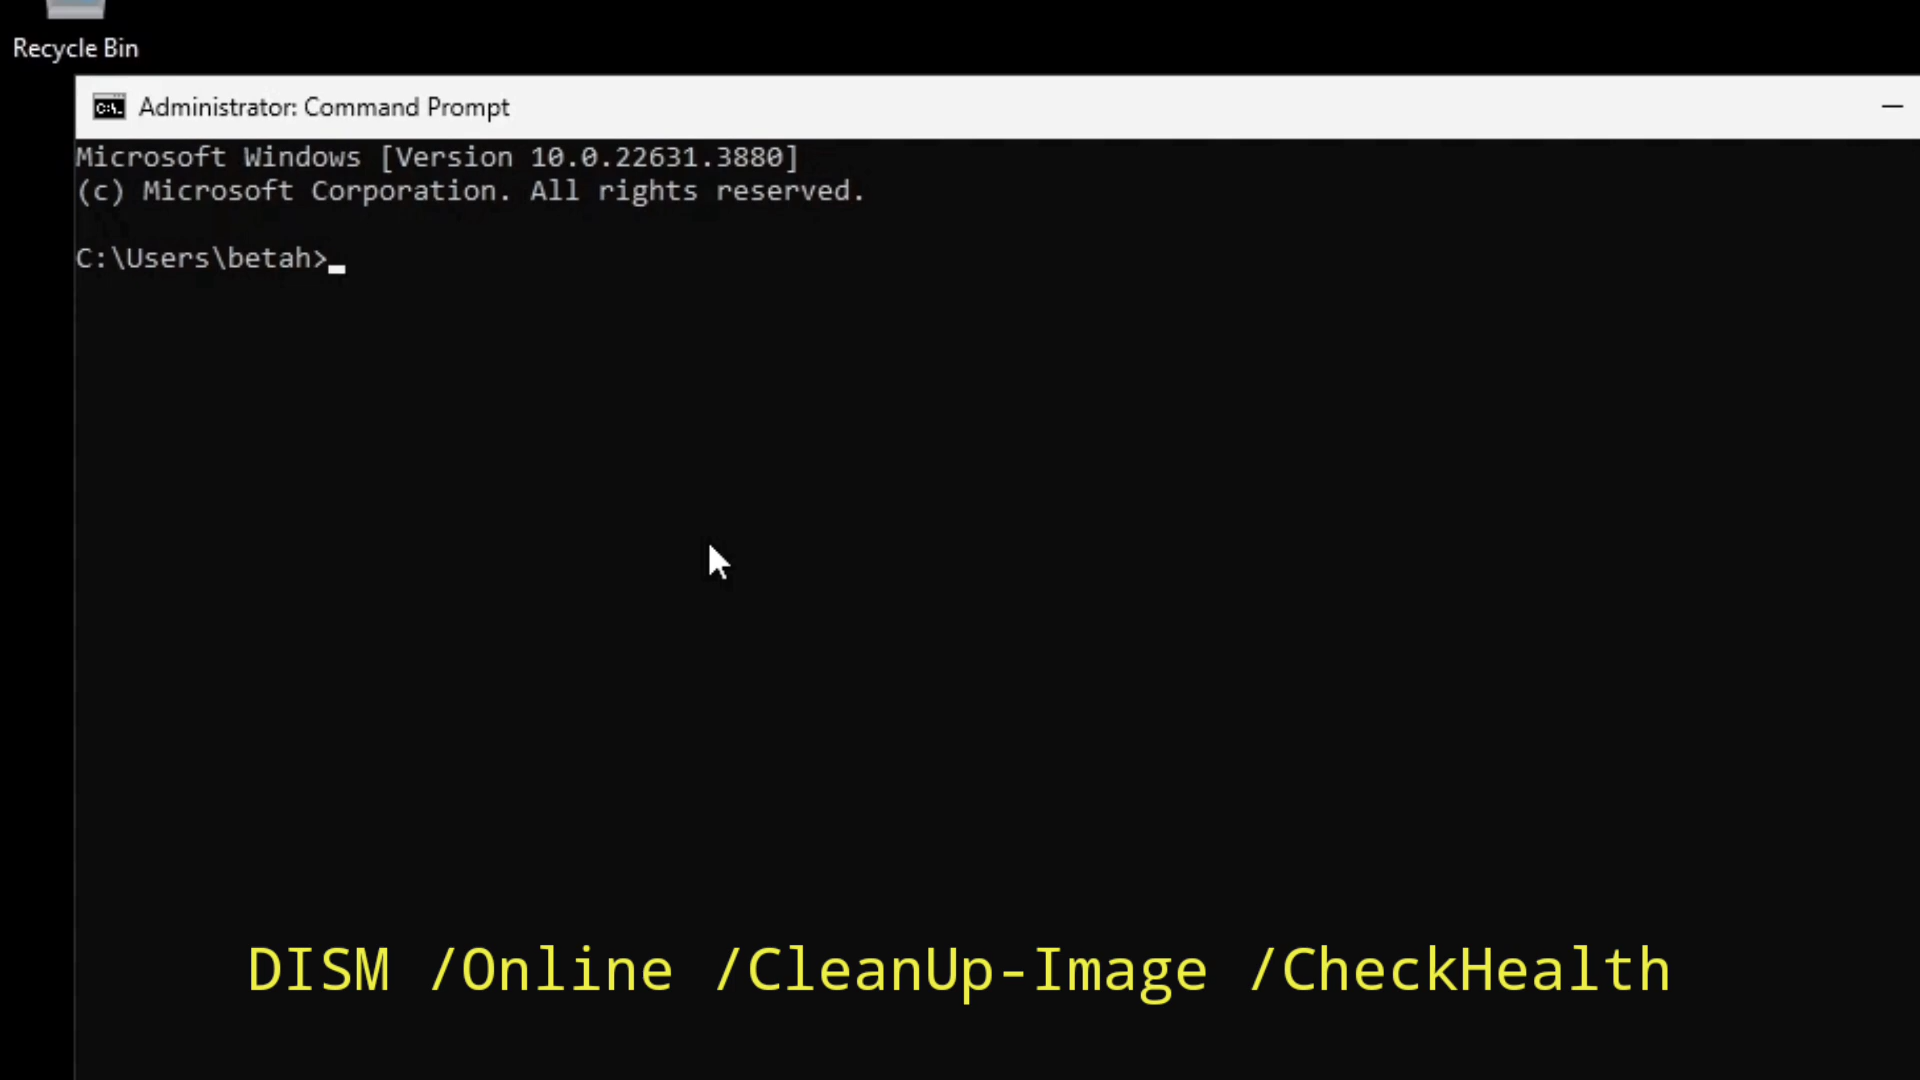 Recycle Bin
Administrator: Command Prompt
Microsoft Windows [Version 10.0.22631.3880]
(c) Microsoft Corporation. All rights reserved.
C:\Users\betah>
DISM /Online /CleanUp-Image /CheckHealth